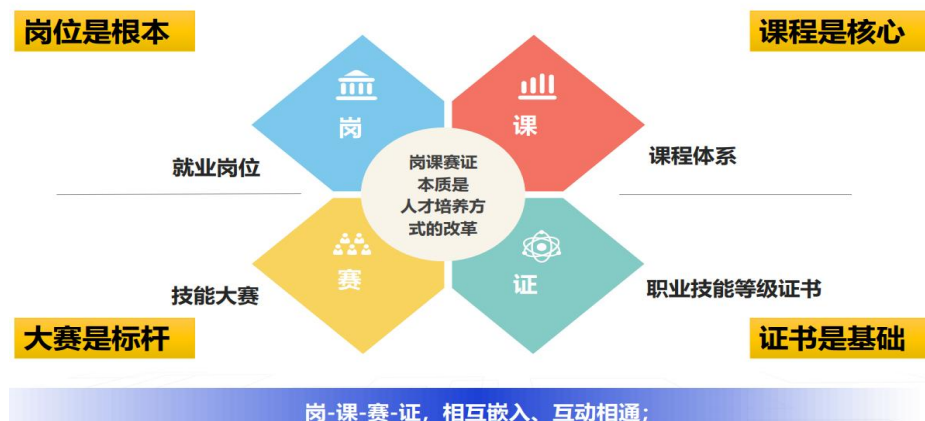 岗位是根本
课程是核心
岗
课
就业岗位
课程体系
岗课赛证
本质是
人才培养方
式的改革
赛
证
技能大赛
职业技能等级证书
大赛是标杆
证书是基础
岗-课-赛-证，相互嵌入、互动相通；